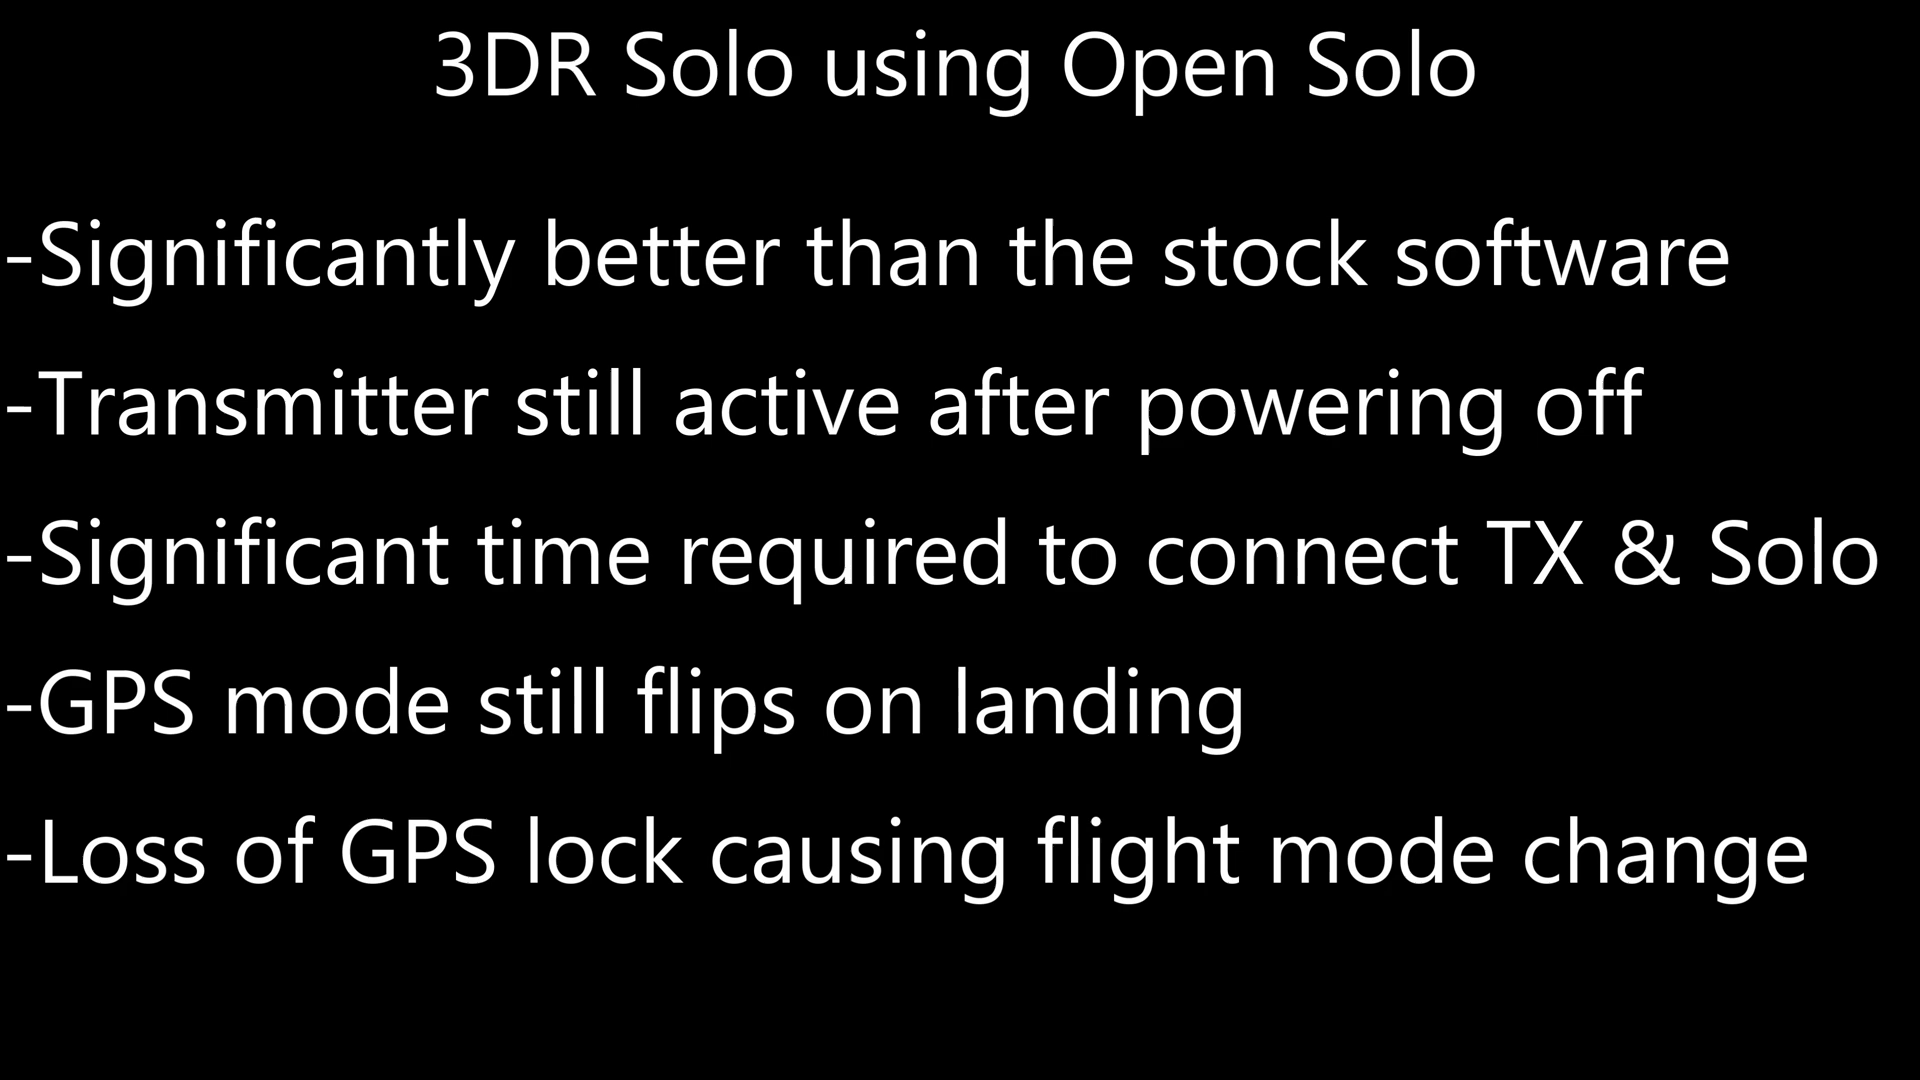 3DR Solo using Open Solo
-Significantly better than the stock software
-Transmitter still active after powering off
-Significant time required to connect TX & Solo
-GPS mode still flips on landing
-Loss of GPS lock causing flight mode change